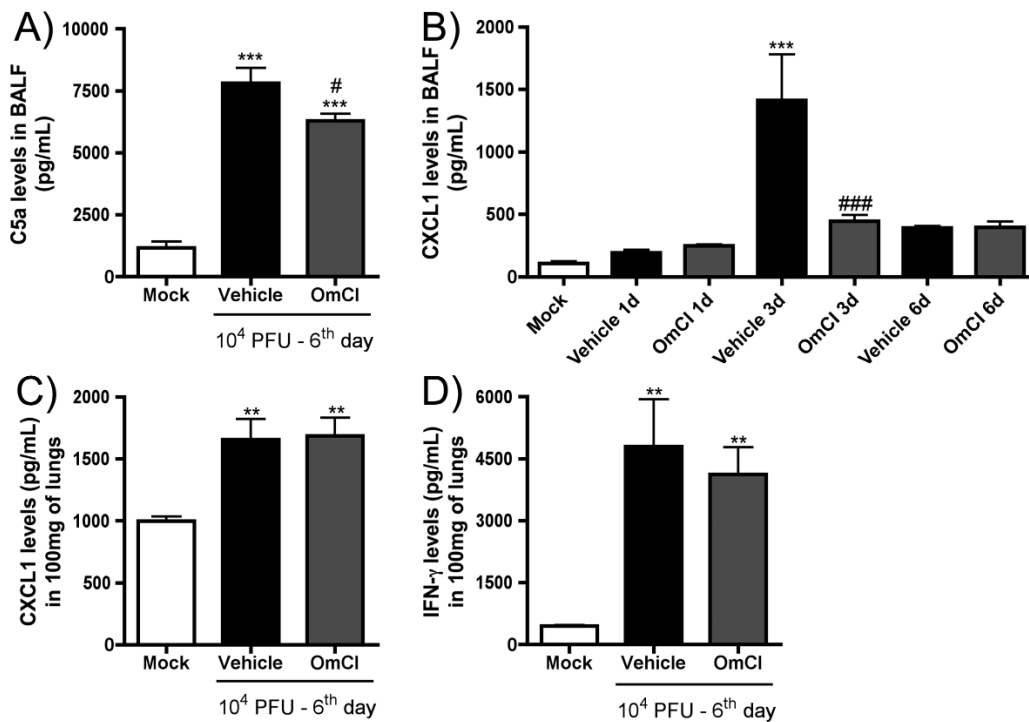 A)
C5a levels in BALF
(pg/mL)
10000
7500
5000
2500
0
***
#
***
Mock
Vehicle
OmCI
10⁴ PFU - 6ᵗʰ day
B)
CXCL1 levels in BALF
(pg/mL)
2000
1500
1000
500
0
***
###
Mock
Vehicle 1d
OmCI 1d
Vehicle 3d
OmCI 3d
Vehicle 6d
OmCI 6d
C)
CXCL1 levels (pg/mL)
in 100mg of lungs
2000
1500
1000
500
0
**
**
Mock
Vehicle
OmCI
10⁴ PFU - 6ᵗʰ day
D)
IFN-γ levels (pg/mL)
in 100mg of lungs
6000
4500
3000
1500
0
**
**
Mock
Vehicle
OmCI
10⁴ PFU - 6ᵗʰ day